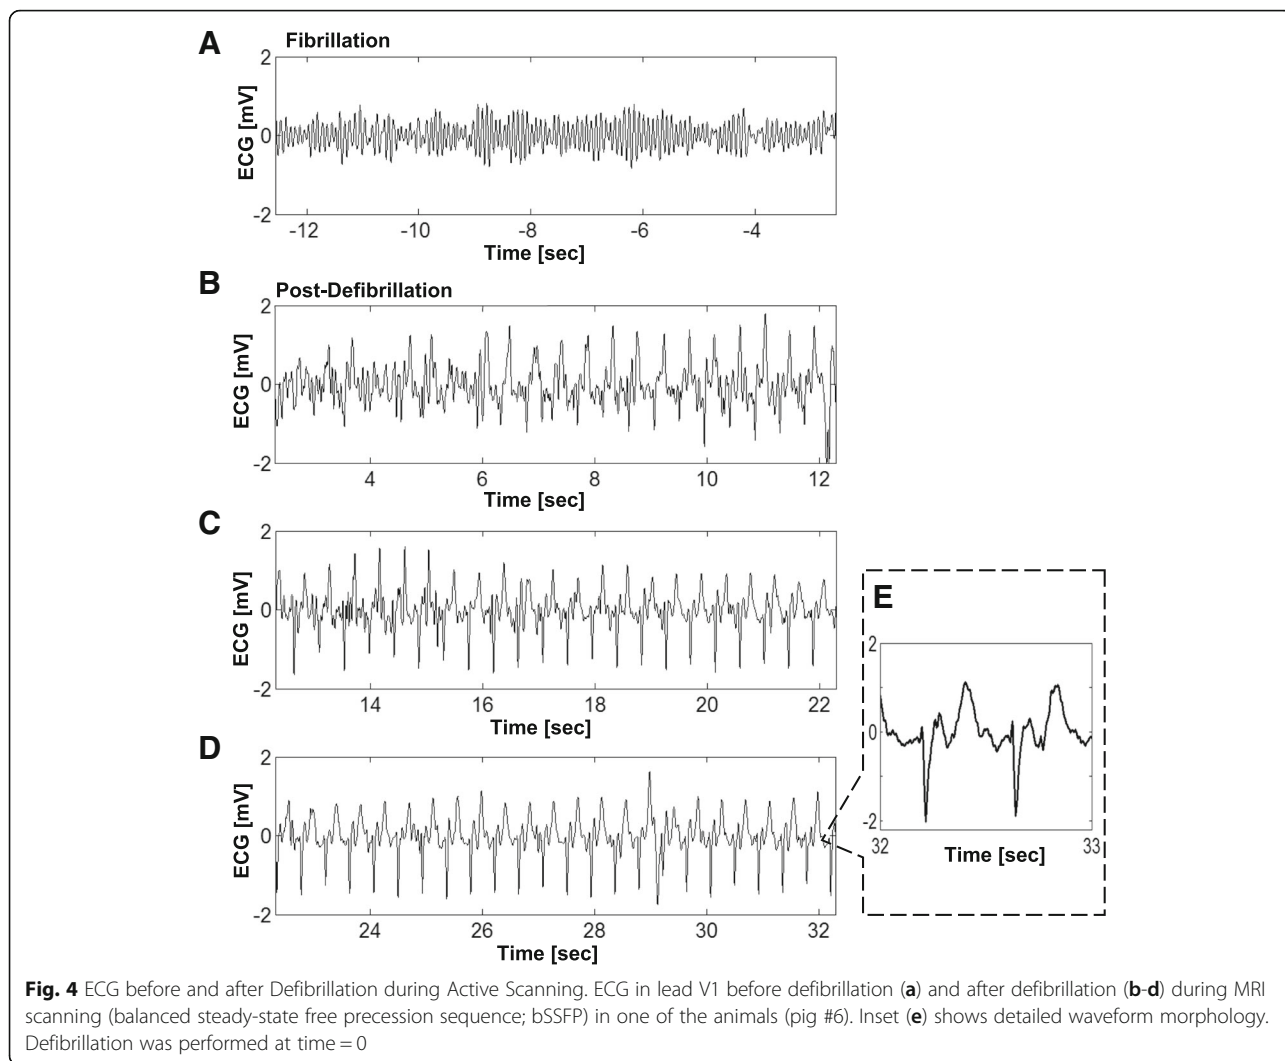 A
Fibrillation
2
0
-2
ECG [mV]
-12 -10 -8 -6 -4
Time [sec]
B
Post-Defibrillation
2
0
-2
ECG [mV]
4 6 8 10 12
Time [sec]
C
2
0
-2
ECG [mV]
14 16 18 20 22
Time [sec]
D
2
0
-2
ECG [mV]
24 26 28 30 32
Time [sec]
E
2
0
-2
32 33
Time [sec]
Fig. 4 ECG before and after Defibrillation during Active Scanning. ECG in lead V1 before defibrillation (a) and after defibrillation (b-d) during MRI
scanning (balanced steady-state free precession sequence; bSSFP) in one of the animals (pig #6). Inset (e) shows detailed waveform morphology.
Defibrillation was performed at time = 0